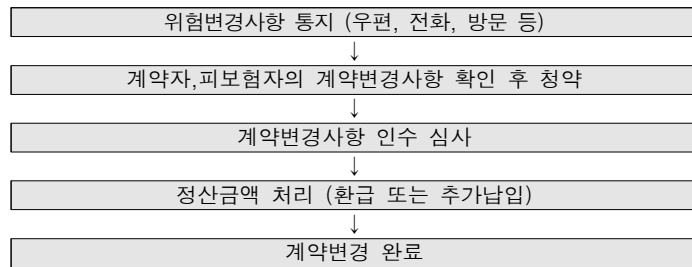 위험변경사항 통지 (우편, 전화, 방문 등)
↓
계약자,피보험자의 계약변경사항 확인 후 청약
↓
계약변경사항 인수 심사
↓
정산금액 처리 (환급 또는 추가납입)
↓
계약변경 완료